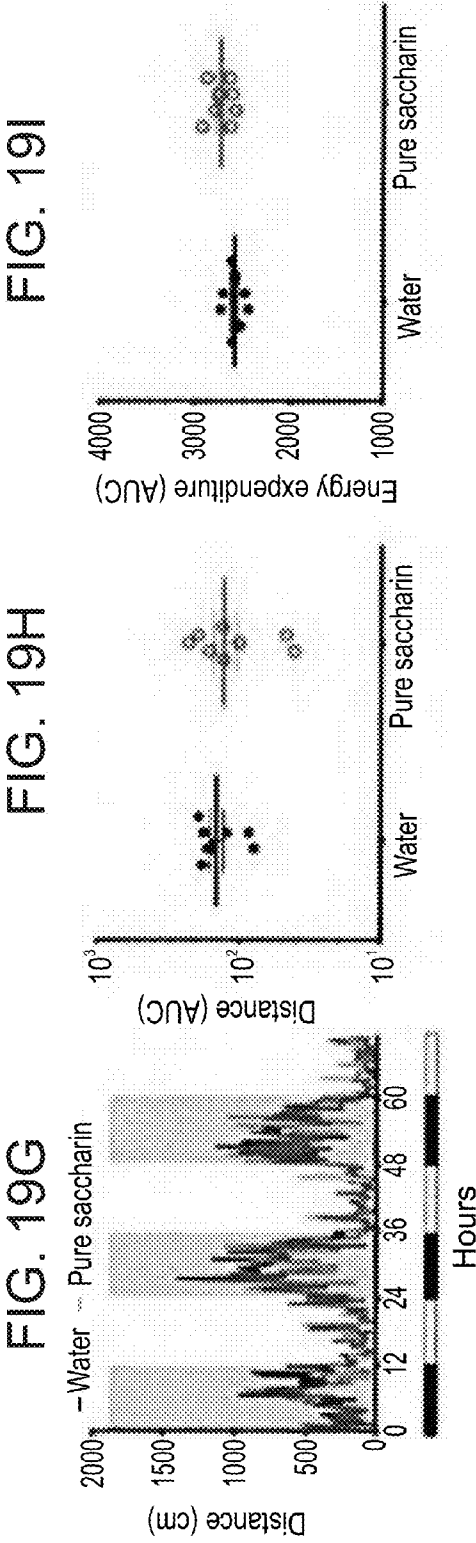 FIG. 19G
–Water -- Pure saccharin
Distance (cm)
2000
1500
1000
500
0
0 12 24 36 48 60
Hours
FIG. 19H
Distance (AUC)
10³
10²
10¹
Water Pure saccharin
FIG. 19I
Energy expenditure (AUC)
4000
3000
2000
1000
Water Pure saccharin